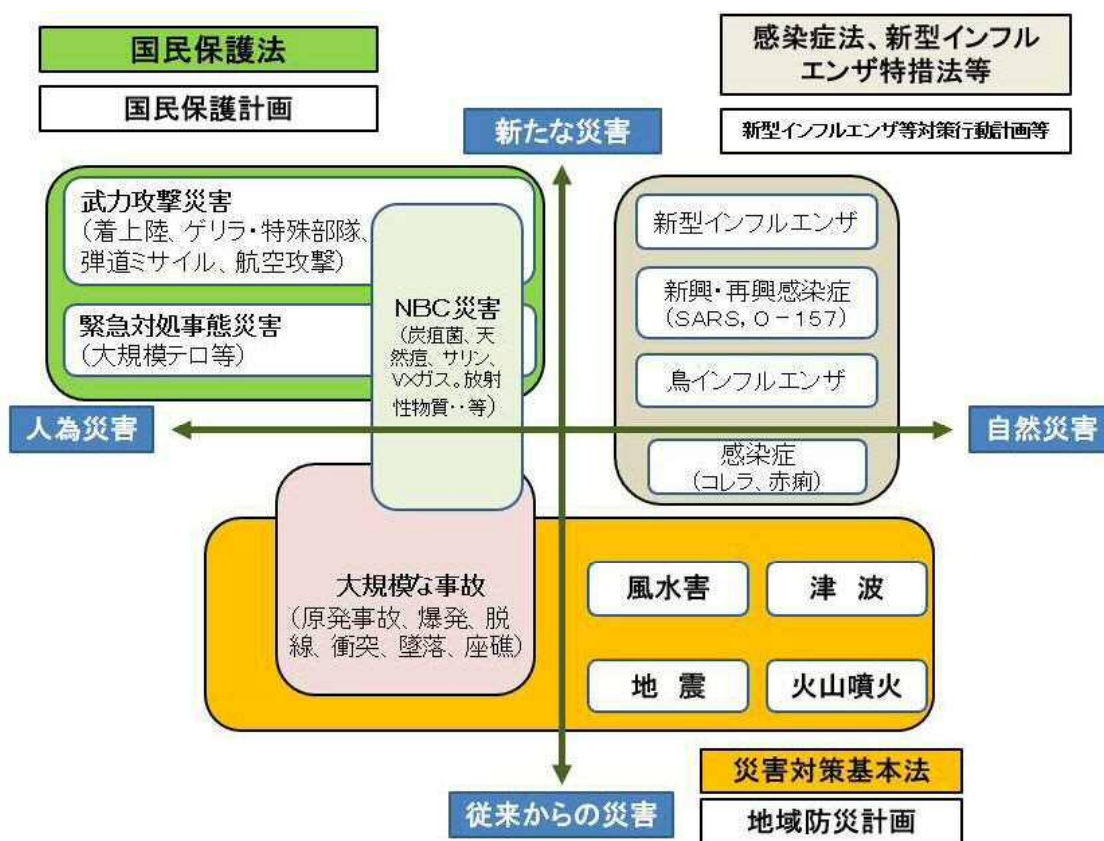 国民保護法
国民保護計画
感染症法、新型インフル
エンザ特措法等
新型インフルエンザ等対策行動計画等
新たな災害
武力攻撃災害
(着上陸、ゲリラ・特殊部隊、
弾道ミサイル、航空攻撃)
緊急対処事態災害
(大規模テロ等)
NBC災害
(炭疽菌、天
然痘、サリン、
VXガス。放射
性物質・・等)
新型インフルエンザ
新興・再興感染症
(SARS,O-157)
鳥インフルエンザ
感染症
(コレラ、赤痢)
人為災害
自然災害
大規模な事故
(原発事故、爆発、脱
線、衝突、墜落、座礁)
風水害
津 波
地 震
火山噴火
従来からの災害
災害対策基本法
地域防災計画